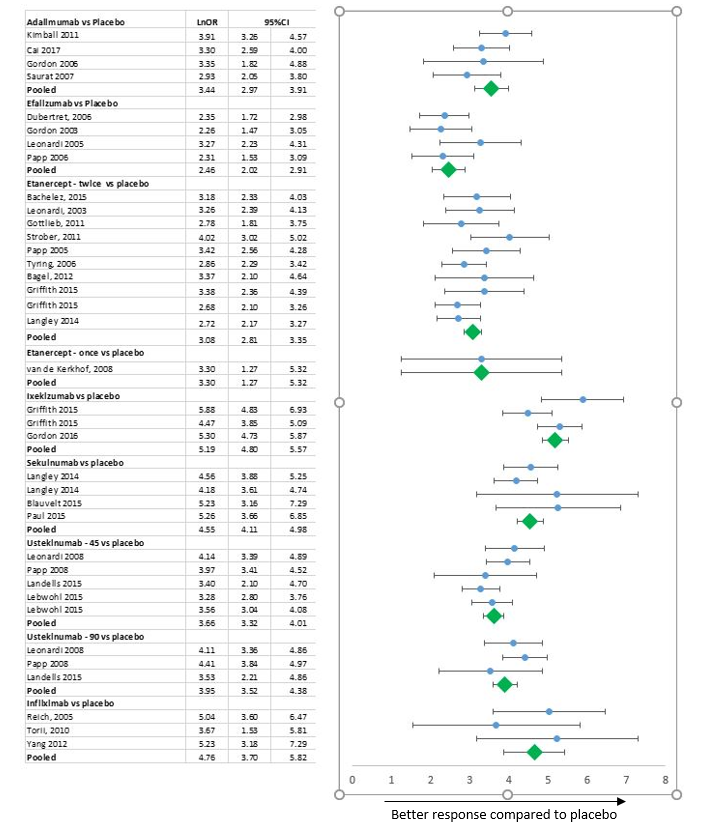 Adalimumab vs Placebo LnOR 95%CI
Kimball 2011 3.91 3.26 4.57
Cai 2017 3.30 2.59 4.00
Gordon 2006 3.35 1.82 4.88
Saurat 2007 2.93 2.05 3.80
Pooled 3.44 2.97 3.91
Efalizumab vs Placebo
Dubertret, 2006 2.35 1.72 2.98
Gordon 2003 2.26 1.47 3.05
Leonardi 2005 3.27 2.23 4.31
Papp 2006 2.31 1.53 3.09
Pooled 2.46 2.02 2.91
Etanercept - twice vs placebo
Bachelez, 2015 3.18 2.33 4.03
Leonardi, 2003 3.26 2.39 4.13
Gottlieb, 2011 2.78 1.81 3.75
Strober, 2011 4.02 3.02 5.02
Papp 2005 3.42 2.56 4.28
Tyring, 2006 2.86 2.29 3.42
Bagel, 2012 3.37 2.10 4.64
Griffith 2015 3.38 2.36 4.39
Griffith 2015 2.68 2.10 3.26
Langley 2014 2.72 2.17 3.27
Pooled 3.08 2.81 3.35
Etanercept - once vs placebo
van de Kerkhof, 2008 3.30 1.27 5.32
Pooled 3.30 1.27 5.32
Ixekizumab vs placebo
Griffith 2015 5.88 4.83 6.93
Griffith 2015 4.47 3.85 5.09
Gordon 2016 5.30 4.73 5.87
Pooled 5.19 4.80 5.57
Sekulnumab vs placebo
Langley 2014 4.56 3.88 5.25
Langley 2014 4.18 3.61 4.74
Blauvelt 2015 5.23 3.16 7.29
Paul 2015 5.26 3.66 6.85
Pooled 4.55 4.11 4.98
Ustekinumab - 45 vs placebo
Leonardi 2008 4.14 3.39 4.89
Papp 2008 3.97 3.41 4.52
Landells 2015 3.40 2.10 4.70
Lebwohl 2015 3.28 2.80 3.76
Lebwohl 2015 3.56 3.04 4.08
Pooled 3.66 3.32 4.01
Ustekinumab - 90 vs placebo
Leonardi 2008 4.11 3.36 4.86
Papp 2008 4.41 3.84 4.97
Landells 2015 3.53 2.21 4.86
Pooled 3.95 3.52 4.38
Infliximab vs placebo
Reich, 2005 5.04 3.60 6.47
Torii, 2010 3.67 1.53 5.81
Yang 2012 5.23 3.18 7.29
Pooled 4.76 3.70 5.82
0 1 2 3 4 5 6 7 8
Better response compared to placebo